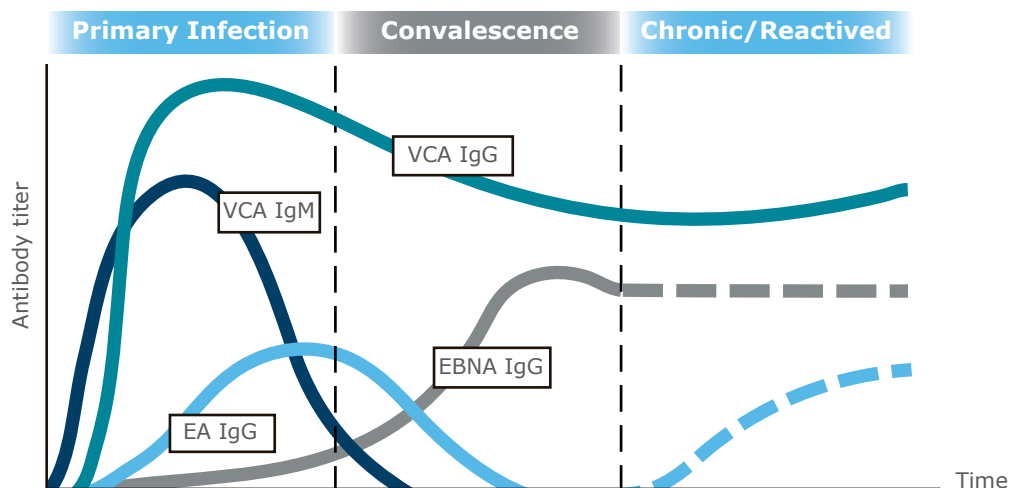 Primary Infection
Convalescence
Chronic/Reactived
VCA IgG
VCA IgM
Antibody titer
EBNA IgG
EA IgG
Time